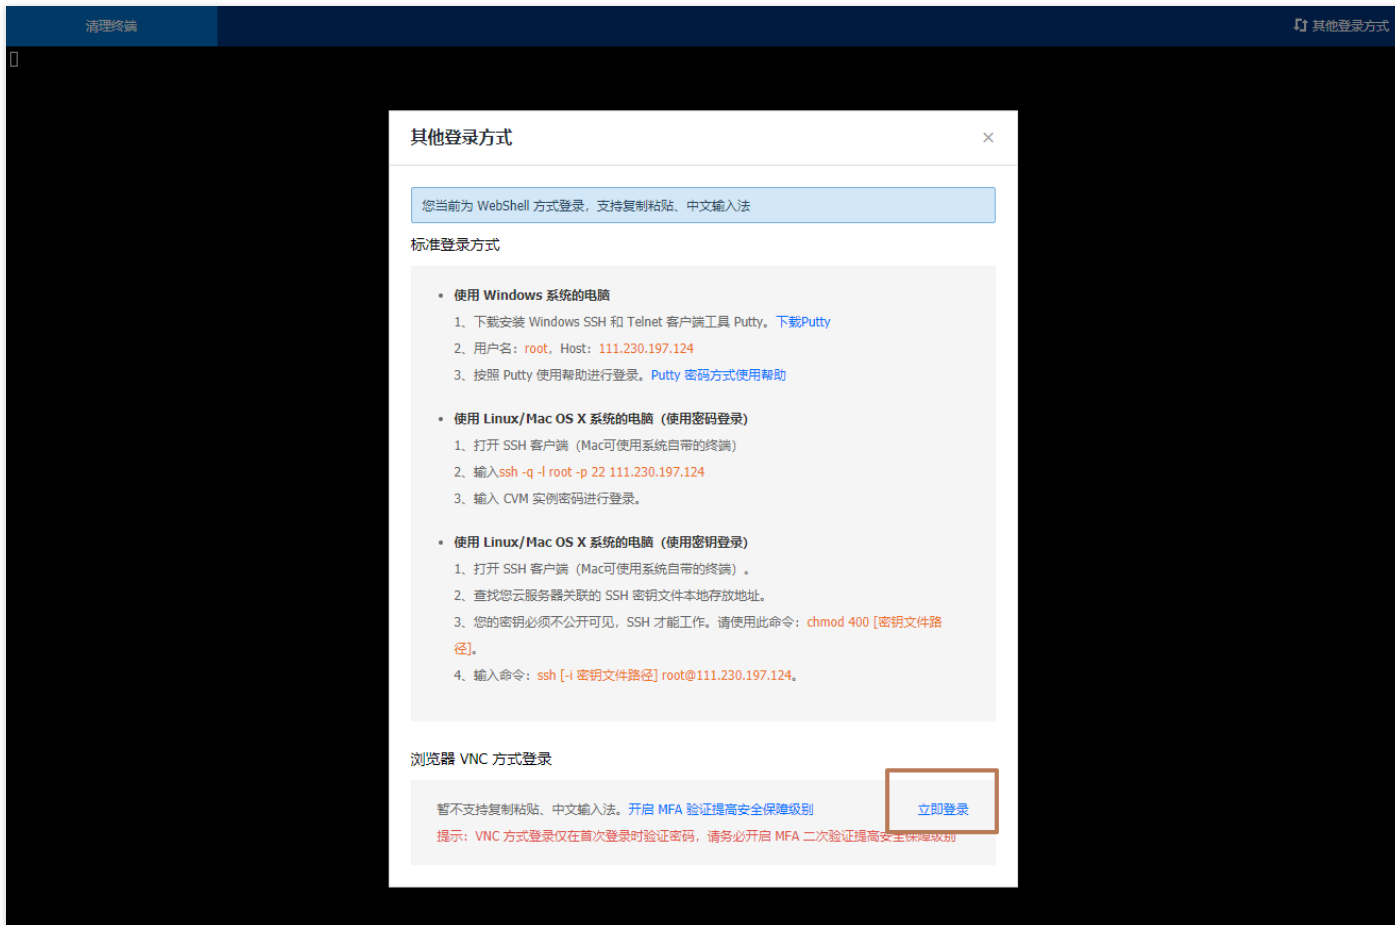 清理终端
其他登录方式
其他登录方式
您当前为 WebShell 方式登录，支持复制粘贴、中文输入法
标准登录方式
• 使用 Windows 系统的电脑
1、下载安装 Windows SSH 和 Telnet 客户端工具 Putty。下载Putty
2、用户名：root，Host：111.230.197.124
3、按照 Putty 使用帮助进行登录。Putty 密码方式使用帮助
• 使用 Linux/Mac OS X 系统的电脑（使用密码登录)
1、打开 SSH 客户端（Mac可使用系统自带的终端）
2、输入ssh -q -l root -p 22 111.230.197.124
3、输入 CVM 实例密码进行登录。
• 使用 Linux/Mac OS X 系统的电脑（使用密钥登录)
1、打开 SSH 客户端（Mac可使用系统自带的终端）。
2、查找您云服务器关联的 SSH 密钥文件本地存放地址。
3、您的密钥必须不公开可见，SSH 才能工作。请使用此命令：chmod 400 [密钥文件路
径]。
4、输入命令：ssh [-i 密钥文件路径] root@111.230.197.124。
浏览器 VNC 方式登录
暂不支持复制粘贴、中文输入法。开启 MFA 验证提高安全保障级别 立即登录
提示：VNC 方式登录仅在首次登录时验证密码，请务必开启 MFA 二次验证提高安全保障级别